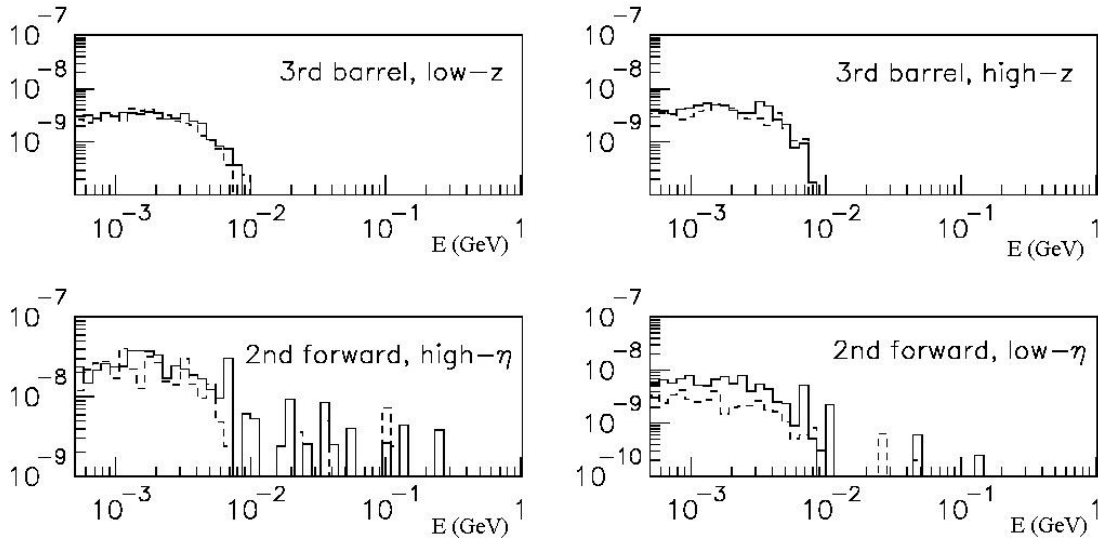 10⁻⁷
10⁻⁸
10⁻⁹
3rd barrel, low-z
10⁻³ 10⁻² 10⁻¹ 1
E (GeV)
10⁻⁷
10⁻⁸
10⁻⁹
3rd barrel, high-z
10⁻³ 10⁻² 10⁻¹ 1
E (GeV)
10⁻⁷
10⁻⁸
10⁻⁹
2nd forward, high-η
10⁻³ 10⁻² 10⁻¹ 1
E (GeV)
10⁻⁷
10⁻⁸
10⁻⁹
10⁻¹⁰
2nd forward, low-η
10⁻³ 10⁻² 10⁻¹ 1
E (GeV)